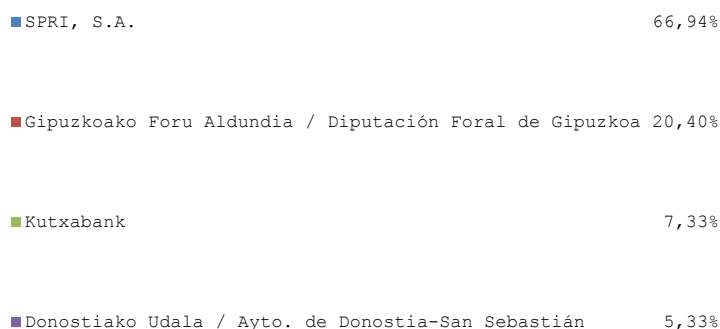 SPRI, S.A. 66,94%
Gipuzkoako Foru Aldundia / Diputación Foral de Gipuzkoa 20,40%
Kutxabank 7,33%
Donostiako Udala / Ayto. de Donostia-San Sebastián 5,33%